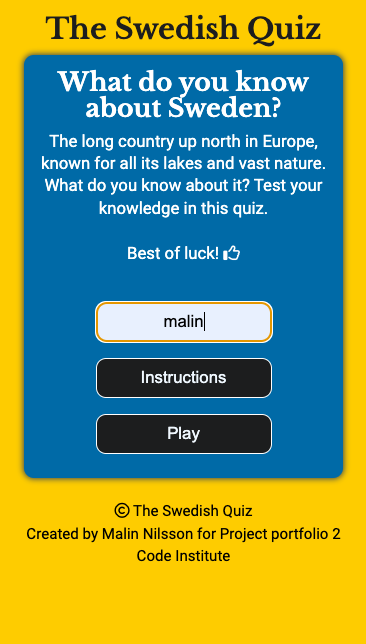 The Swedish Quiz
What do you know
about Sweden?
The long country up north in Europe,
known for all its lakes and vast nature.
What do you know about it? Test your
knowledge in this quiz.
Best of luck!
malin
Instructions
Play
© The Swedish Quiz
Created by Malin Nilsson for Project portfolio 2
Code Institute